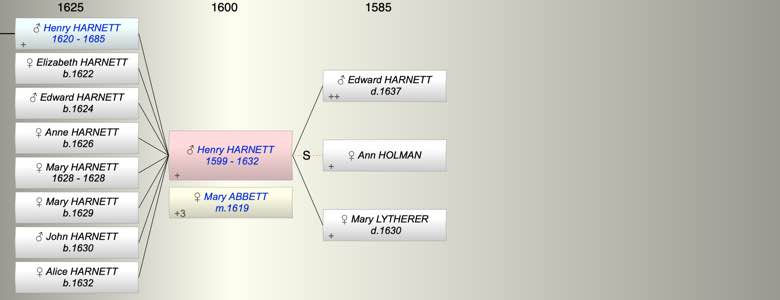 1625 1600 1585
♂ Henry HARNETT
1620 - 1685
+
♀ Elizabeth HARNETT
b.1622
♂ Edward HARNETT
b.1624
♀ Anne HARNETT
b.1626
♀ Mary HARNETT
1628 - 1628
♀ Mary HARNETT
b.1629
♂ John HARNETT
b.1630
♀ Alice HARNETT
b.1632
♂ Henry HARNETT
1599 - 1632
+
♀ Mary ABBETT
m.1619
+3
♂ Edward HARNETT
d.1637
++
S
♀ Ann HOLMAN
+
♀ Mary LYTHERER
d.1630
+